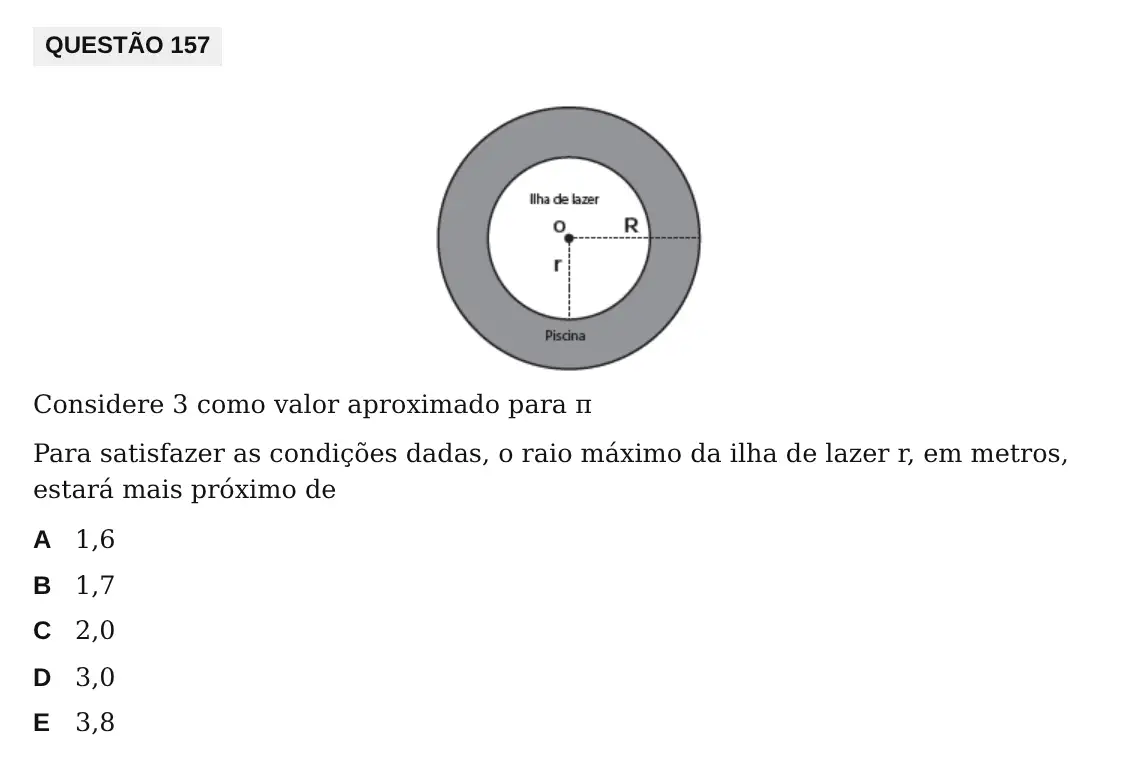 QUESTÃO 157
Ilha de lazer
O
R
r
Piscina
Considere 3 como valor aproximado para π
Para satisfazer as condições dadas, o raio máximo da ilha de lazer r, em metros,
estará mais próximo de
A 1,6
B 1,7
C 2,0
D 3,0
E 3,8